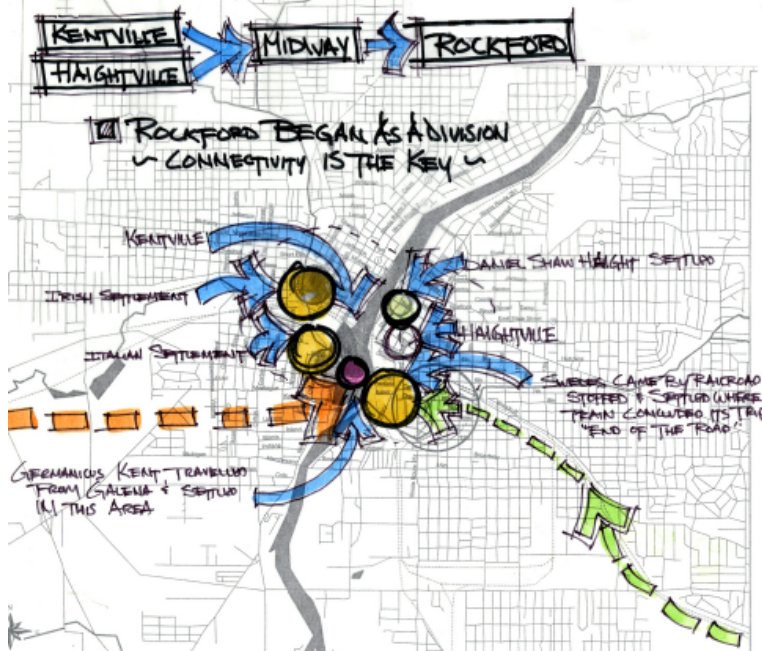 KENTVILLE
HAIGHTVILLE
MIDWAY
ROCKFORD
ROCKFORD BEGAN AS A DIVISION
~ CONNECTIVITY IS THE KEY ~
KENTVILLE
DANIEL SHAW HAIGHT SETTLED
IRISH SETTLEMENT
HAIGHTVILLE
ITALIAN SETTLEMENT
SWEDES CAME BY RAILROAD
STOPPED & SETTLED WHERE
TRAIN CONCLUDED ITS TRIP
"END OF THE ROAD"
GERMANICUS KENT TRAVELLED
FROM GALENA & SETTLED
IN THIS AREA